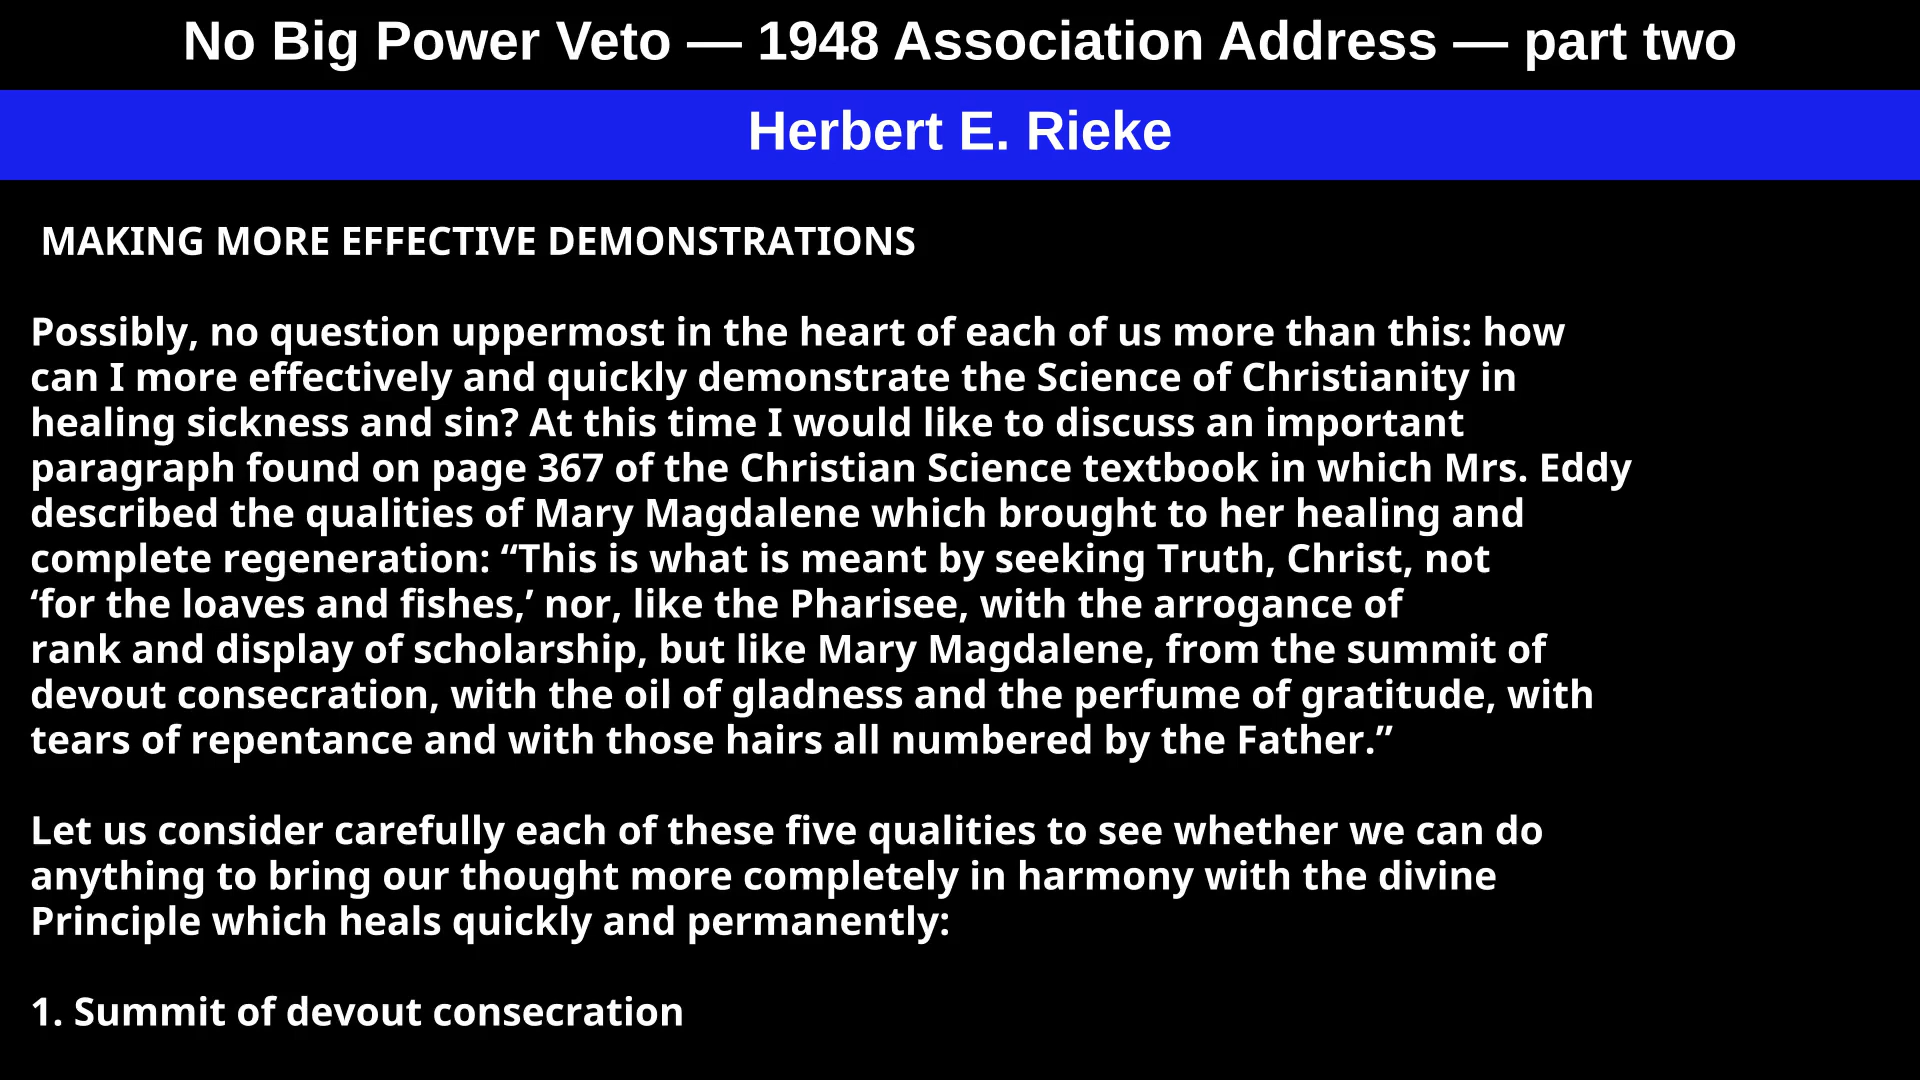 No Big Power Veto — 1948 Association Address — part two
Herbert E. Rieke
MAKING MORE EFFECTIVE DEMONSTRATIONS
Possibly, no question uppermost in the heart of each of us more than this: how
can I more effectively and quickly demonstrate the Science of Christianity in
healing sickness and sin? At this time I would like to discuss an important
paragraph found on page 367 of the Christian Science textbook in which Mrs. Eddy
described the qualities of Mary Magdalene which brought to her healing and
complete regeneration: “This is what is meant by seeking Truth, Christ, not
‘for the loaves and fishes,’ nor, like the Pharisee, with the arrogance of
rank and display of scholarship, but like Mary Magdalene, from the summit of
devout consecration, with the oil of gladness and the perfume of gratitude, with
tears of repentance and with those hairs all numbered by the Father.”
Let us consider carefully each of these five qualities to see whether we can do
anything to bring our thought more completely in harmony with the divine
Principle which heals quickly and permanently:
1. Summit of devout consecration